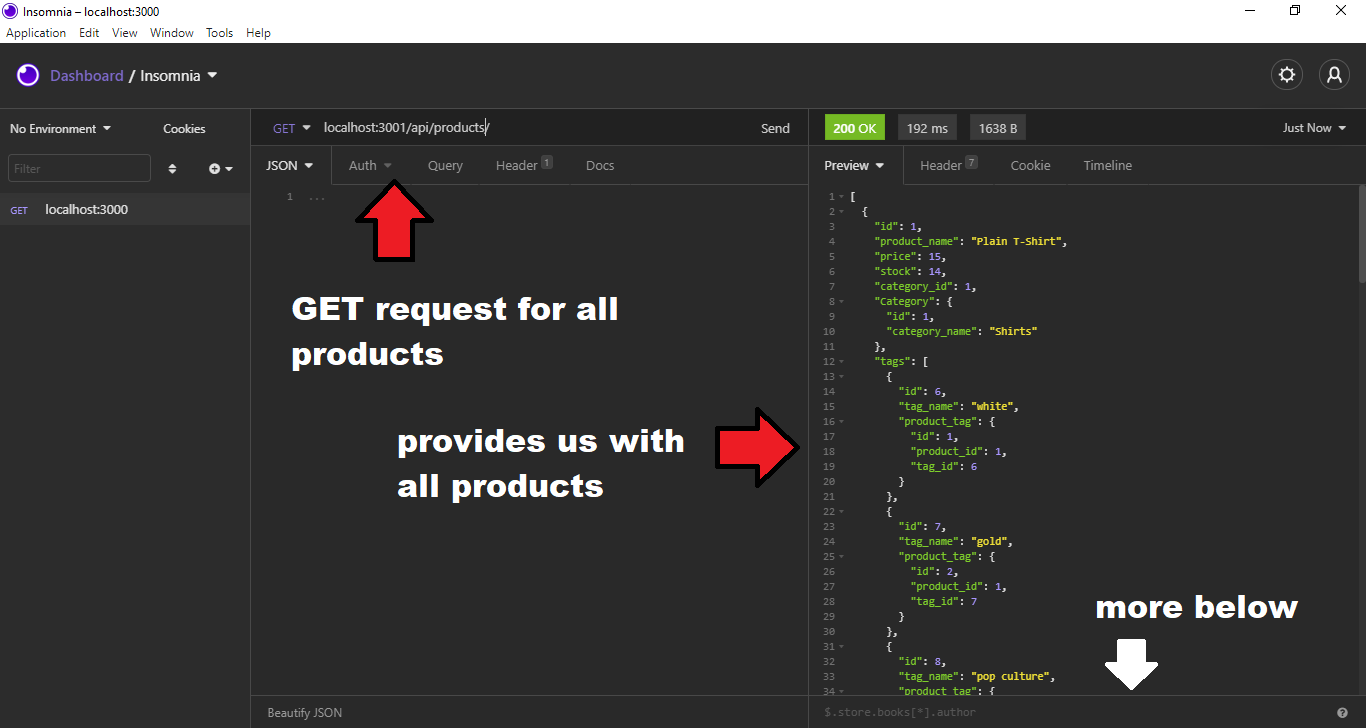 Insomnia – localhost:3000
Application Edit View Window Tools Help
Dashboard / Insomnia
No Environment Cookies
GET localhost:3001/api/products/ Send
200 OK 192 ms 1638 B Just Now
Filter
JSON Auth Query Header 1 Docs
Preview Header 7 Cookie Timeline
GET localhost:3000
1 ...
GET request for all
products
provides us with
all products
1 [
2 {
3 "id": 1,
4 "product_name": "Plain T-Shirt",
5 "price": 15,
6 "stock": 14,
7 "category_id": 1,
8 "Category": {
9 "id": 1,
10 "category_name": "Shirts"
11 },
12 "tags": [
13 {
14 "id": 6,
15 "tag_name": "white",
16 "product_tag": {
17 "id": 1,
18 "product_id": 1,
19 "tag_id": 6
20 }
21 },
22 {
23 "id": 7,
24 "tag_name": "gold",
25 "product_tag": {
26 "id": 2,
27 "product_id": 1,
28 "tag_id": 7
29 }
30 },
31 {
32 "id": 8,
33 "tag_name": "pop culture",
34 "product_tag": {
more below
Beautify JSON
$.store.books[*].author
?